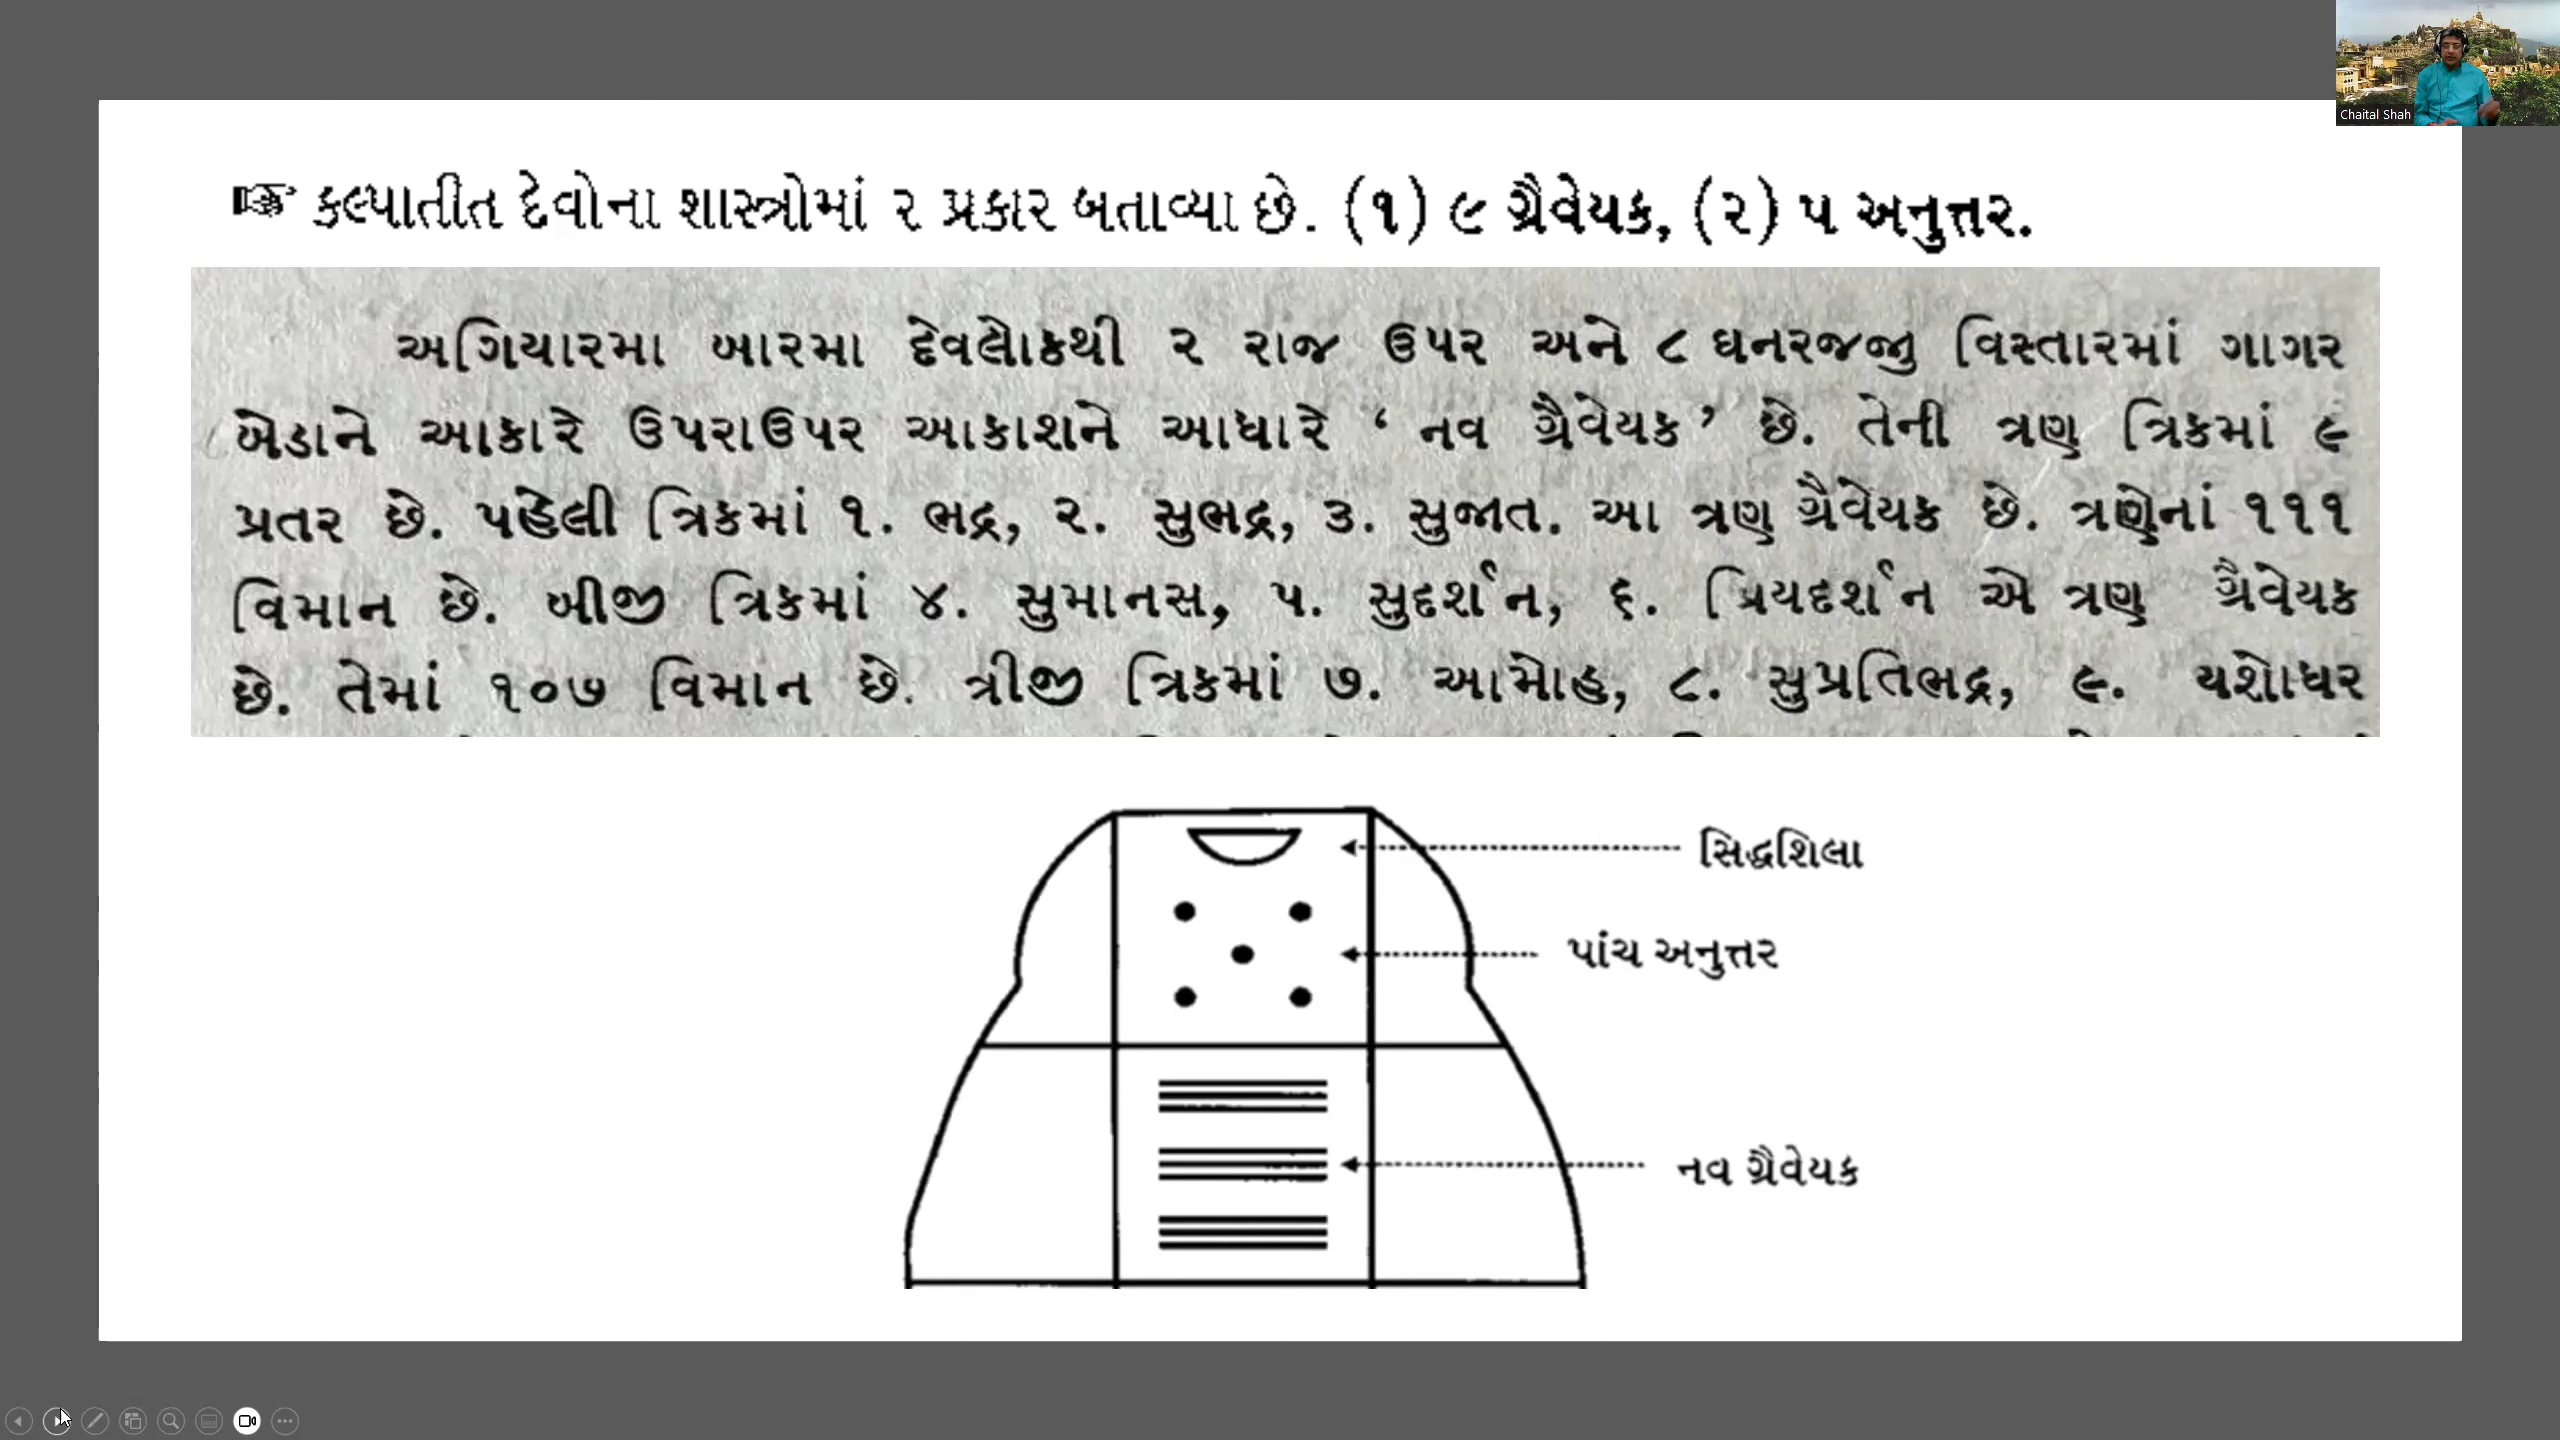 Chaital Shah
☞ કલ્પાતીત દેવોના શાસ્ત્રોમાં ૨ પ્રકાર બતાવ્યા છે. (૧) ૯ ગ્રૈવેયક, (૨) ૫ અનુત્તર.
અગિયારમા બારમા દેવલોકથી ૨ રાજ ઉપર અને ૮ ઘનરજજી વિસ્તારમાં ગાગર
બેડાને આકારે ઉપરાઉપર આકાશને આધારે ‘ નવ ગ્રૈવેયક’ છે. તેની ત્રણ ત્રિકમાં ૯
પ્રતર છે. પહેલી ત્રિકમાં ૧. ભદ્ર, ૨. સુભદ્ર, ૩. સુજાત. આ ત્રણ ગ્રૈવેયક છે. ત્રણેનાં ૧૧૧
વિમાન છે. બીજી ત્રિકમાં ૪. સુમાનસ, ૫. સુદર્શન, ૬. પ્રિયદર્શન એ ત્રણ ગ્રૈવેયક
છે. તેમાં ૧૦૭ વિમાન છે. ત્રીજી ત્રિકમાં ૭. આમોહ, ૮. સુપ્રતિભદ્ર, ૯. યશોધર
સિદ્ધશિલા
પાંચ અનુત્તર
નવ ગ્રૈવેયક